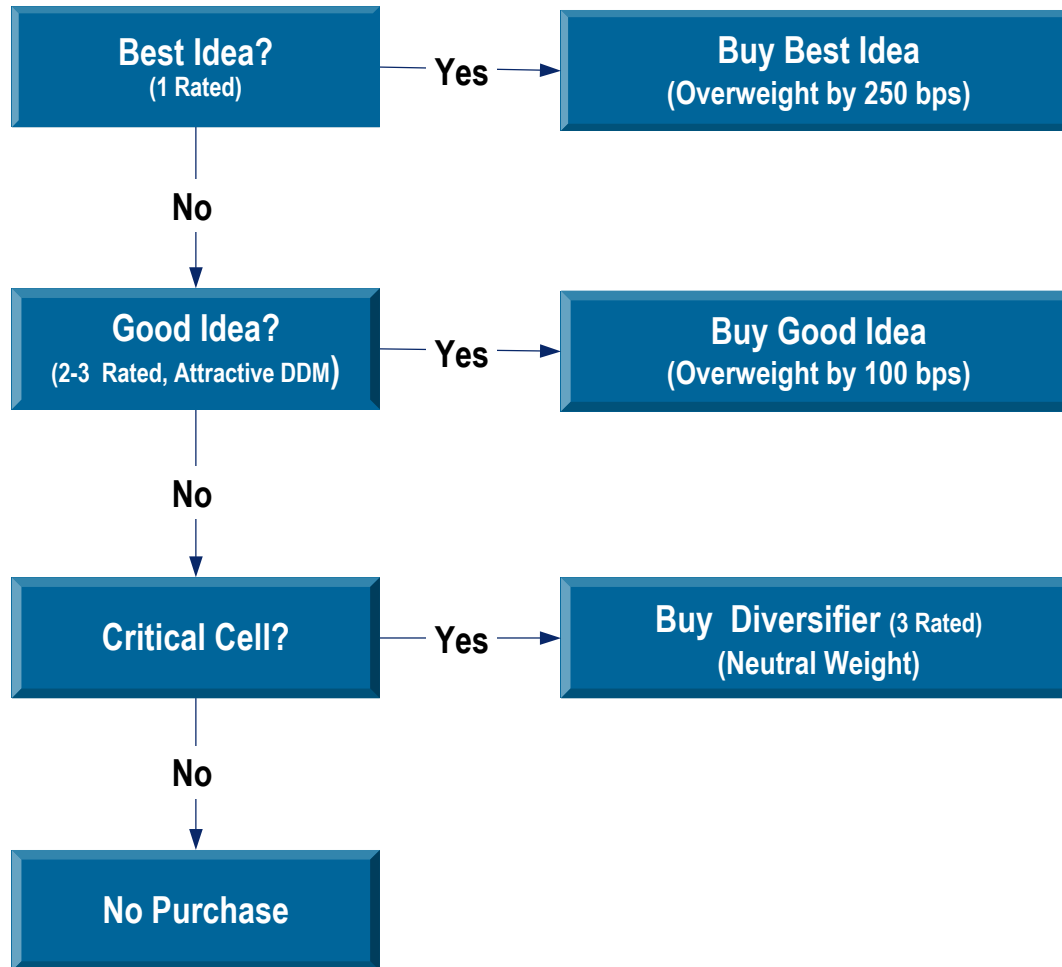 Best Idea?
(1 Rated)
Yes
Buy Best Idea
(Overweight by 250 bps)
No
Good Idea?
(2-3 Rated, Attractive DDM)
Yes
Buy Good Idea
(Overweight by 100 bps)
No
Critical Cell?
Yes
Buy Diversifier (3 Rated)
(Neutral Weight)
No
No Purchase